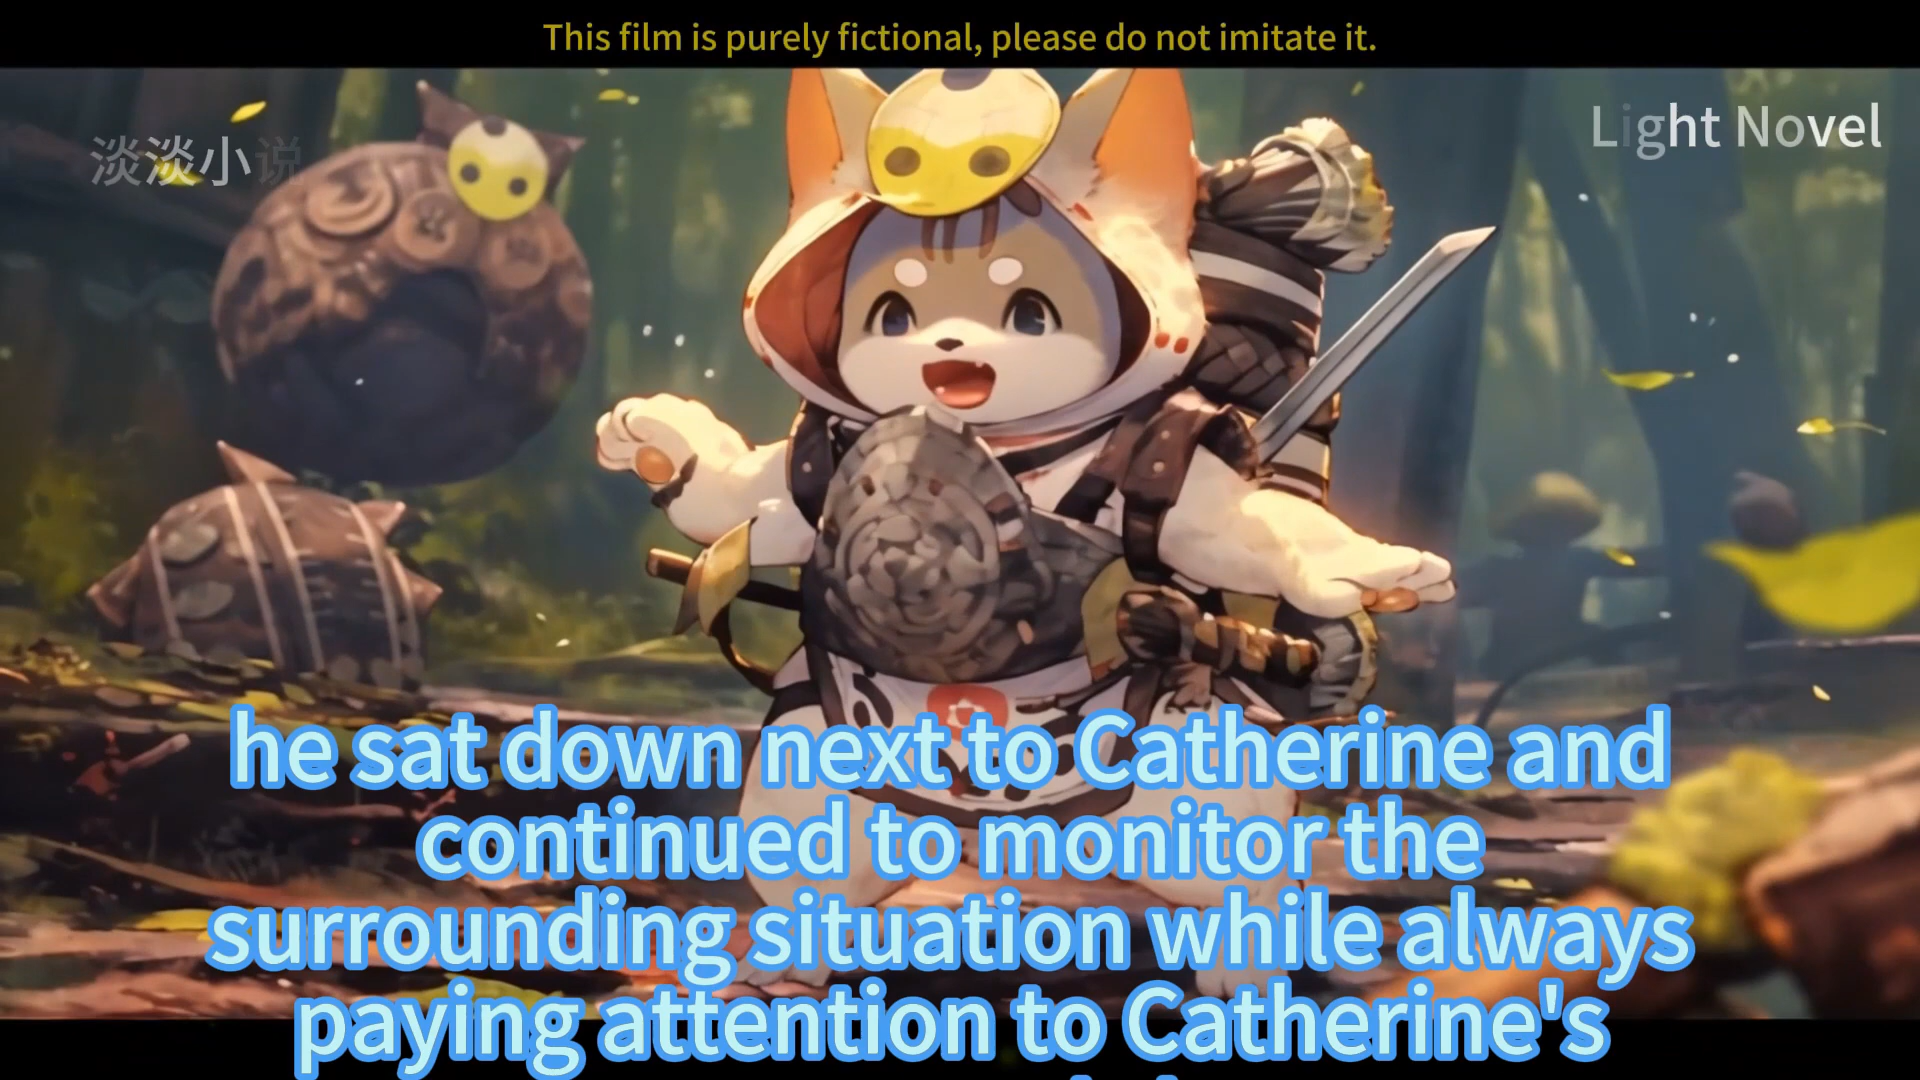 This film is purely fictional, please do not imitate it.
淡淡小说
Light Novel
he sat down next to Catherine and
continued to monitor the
surrounding situation while always
paying attention to Catherine's